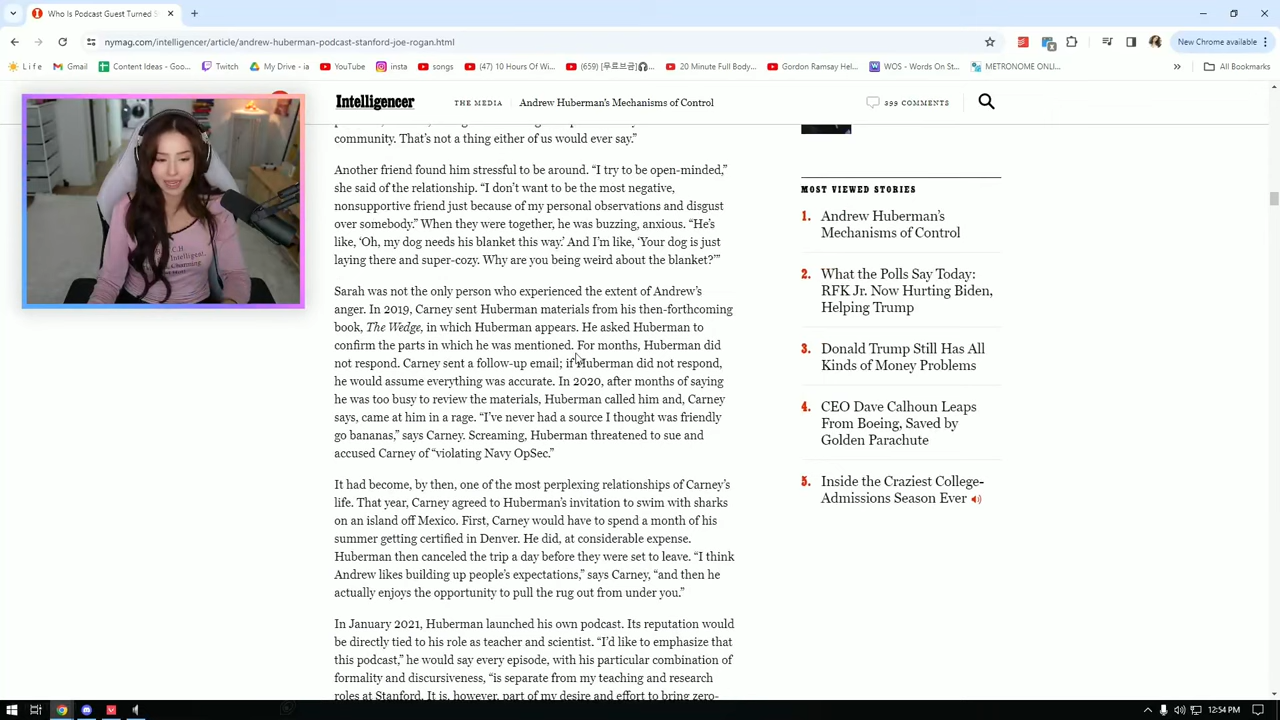 Who Is Podcast Guest Turned
nymag.com/intelligencer/article/andrew-huberman-podcast-stanford-joe-rogan.html
New Chrome available
L i f e
Gmail
Content Ideas - Goo...
Twitch
My Drive - ia
YouTube
insta
songs
(47) 10 Hours Of Wi...
20 Minute Full Body...
Gordon Ramsay Hel...
WOS - Words On St...
METRONOME ONLI...
All Bookmarks
Intelligencer
THE MEDIA
Andrew Huberman's Mechanisms of Control
399 COMMENTS
community. That's not a thing either of us would ever say.”
Another friend found him stressful to be around. “I try to be open-minded,”
she said of the relationship. “I don't want to be the most negative,
nonsupportive friend just because of my personal observations and disgust
over somebody.” When they were together, he was buzzing, anxious. “He's
like, ‘Oh, my dog needs his blanket this way.’ And I'm like, ‘Your dog is just
laying there and super-cozy. Why are you being weird about the blanket?’”
Sarah was not the only person who experienced the extent of Andrew's
anger. In 2019, Carney sent Huberman materials from his then-forthcoming
book, The Wedge, in which Huberman appears. He asked Huberman to
confirm the parts in which he was mentioned. For months, Huberman did
not respond. Carney sent a follow-up email; if Huberman did not respond,
he would assume everything was accurate. In 2020, after months of saying
he was too busy to review the materials, Huberman called him and, Carney
says, came at him in a rage. “I've never had a source I thought was friendly
go bananas,” says Carney. Screaming, Huberman threatened to sue and
accused Carney of “violating Navy OpSec.”
It had become, by then, one of the most perplexing relationships of Carney's
life. That year, Carney agreed to Huberman's invitation to swim with sharks
on an island off Mexico. First, Carney would have to spend a month of his
summer getting certified in Denver. He did, at considerable expense.
Huberman then canceled the trip a day before they were set to leave. “I think
Andrew likes building up people's expectations,” says Carney, “and then he
actually enjoys the opportunity to pull the rug out from under you.”
In January 2021, Huberman launched his own podcast. Its reputation would
be directly tied to his role as teacher and scientist. “I'd like to emphasize that
this podcast,” he would say every episode, with his particular combination of
formality and discursiveness, “is separate from my teaching and research
roles at Stanford. It is, however, part of my desire and effort to bring zero-
MOST VIEWED STORIES
1. Andrew Huberman's
Mechanisms of Control
2. What the Polls Say Today:
RFK Jr. Now Hurting Biden,
Helping Trump
3. Donald Trump Still Has All
Kinds of Money Problems
4. CEO Dave Calhoun Leaps
From Boeing, Saved by
Golden Parachute
5. Inside the Craziest College-
Admissions Season Ever
Intelligent.
12:54 PM